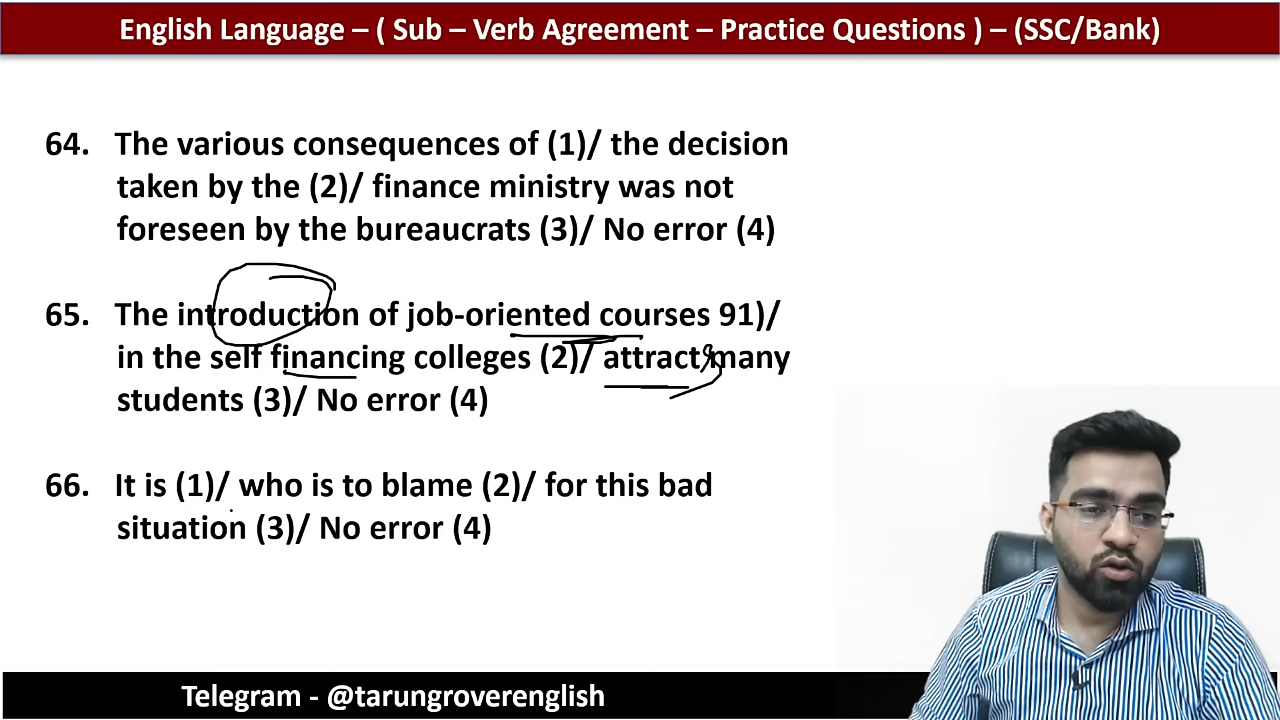 English Language – ( Sub – Verb Agreement – Practice Questions ) – (SSC/Bank)
64. The various consequences of (1)/ the decision
taken by the (2)/ finance ministry was not
foreseen by the bureaucrats (3)/ No error (4)
65. The introduction of job-oriented courses 91)/
in the self financing colleges (2)/ attracts many
students (3)/ No error (4)
66. It is (1)/ who is to blame (2)/ for this bad
situation (3)/ No error (4)
Telegram - @tarungroverenglish